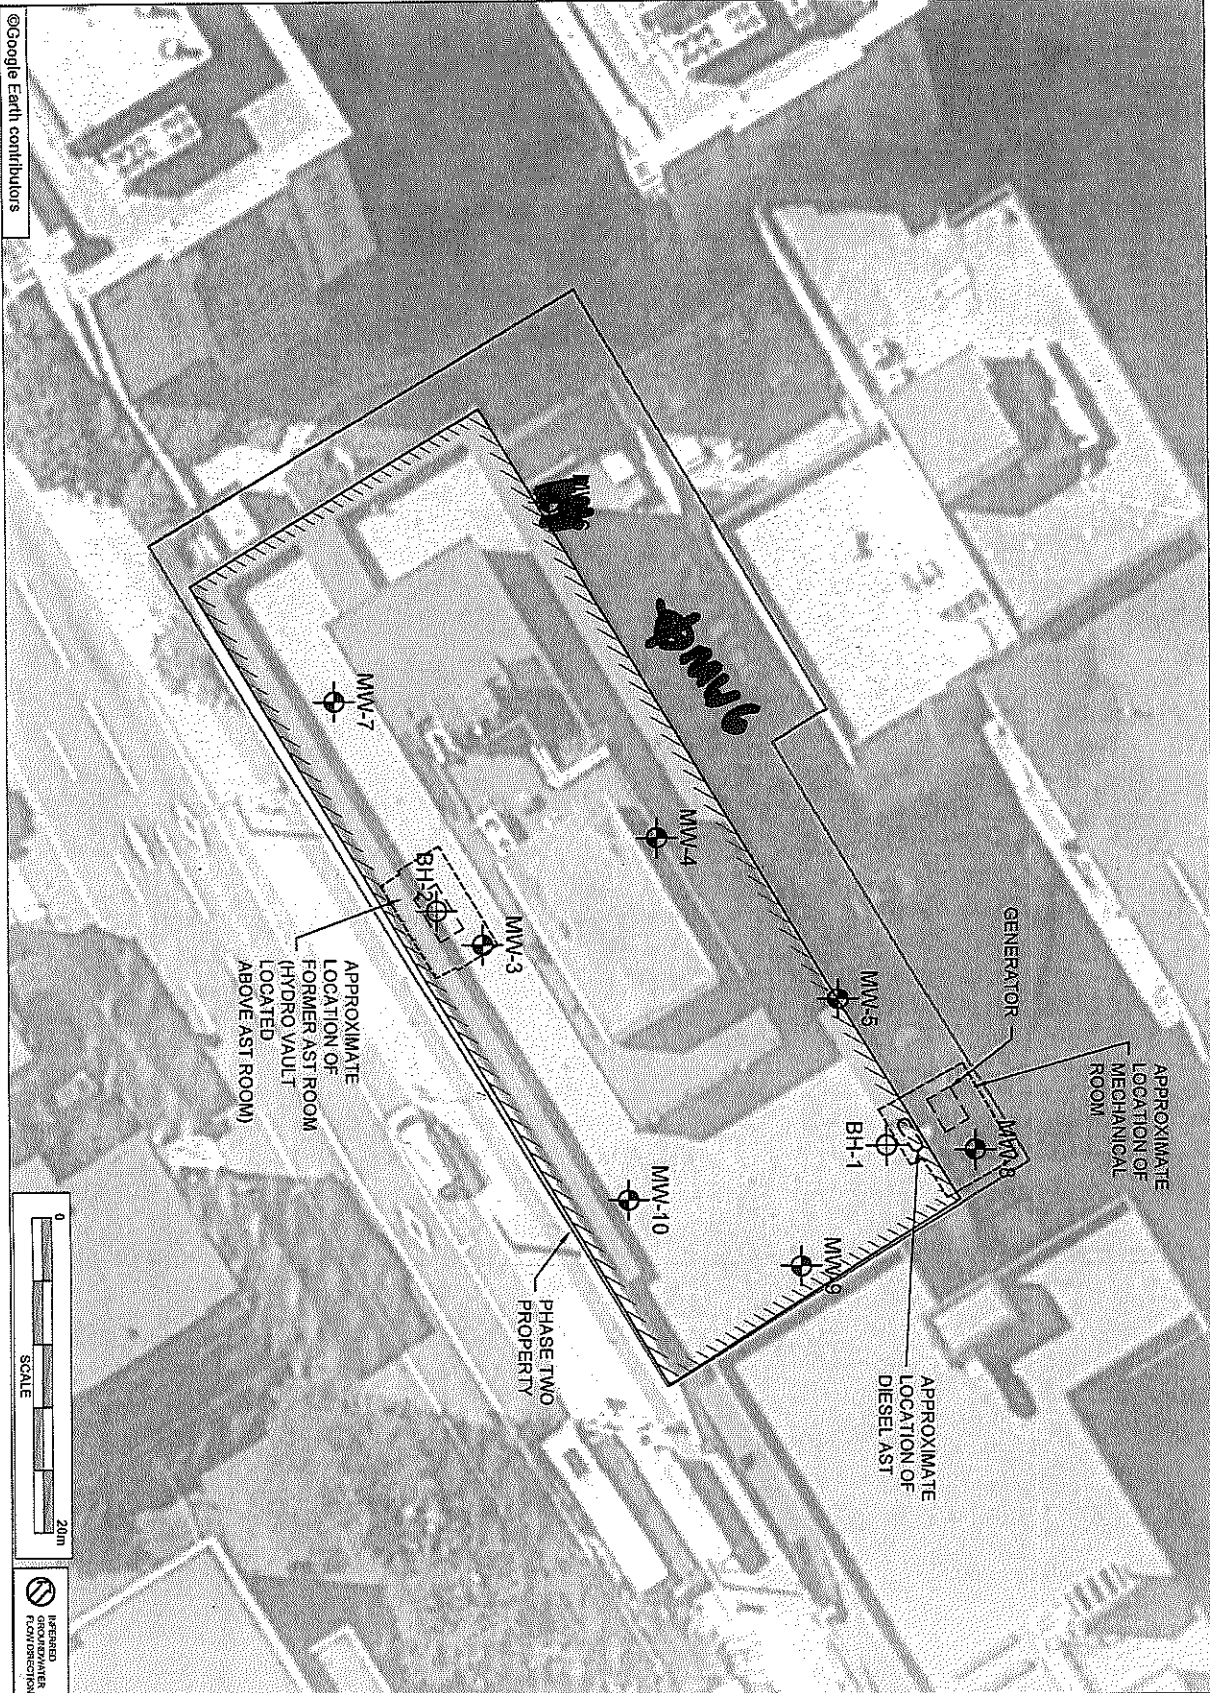 ©Google Earth contributors
APPROXIMATE
LOCATION OF
MECHANICAL
ROOM
GENERATOR
MW-8
BH-1
APPROXIMATE
LOCATION OF
DIESEL AST
MW-5
MW-9
MW6
MW-4
MW-10
MW-7
MW-3
BH-2
PHASE TWO
PROPERTY
APPROXIMATE
LOCATION OF
FORMER AST ROOM
(HYDRO VAULT
LOCATED
ABOVE AST ROOM)
0
20m
SCALE
INFERRED
GROUNDWATER
FLOW DIRECTION